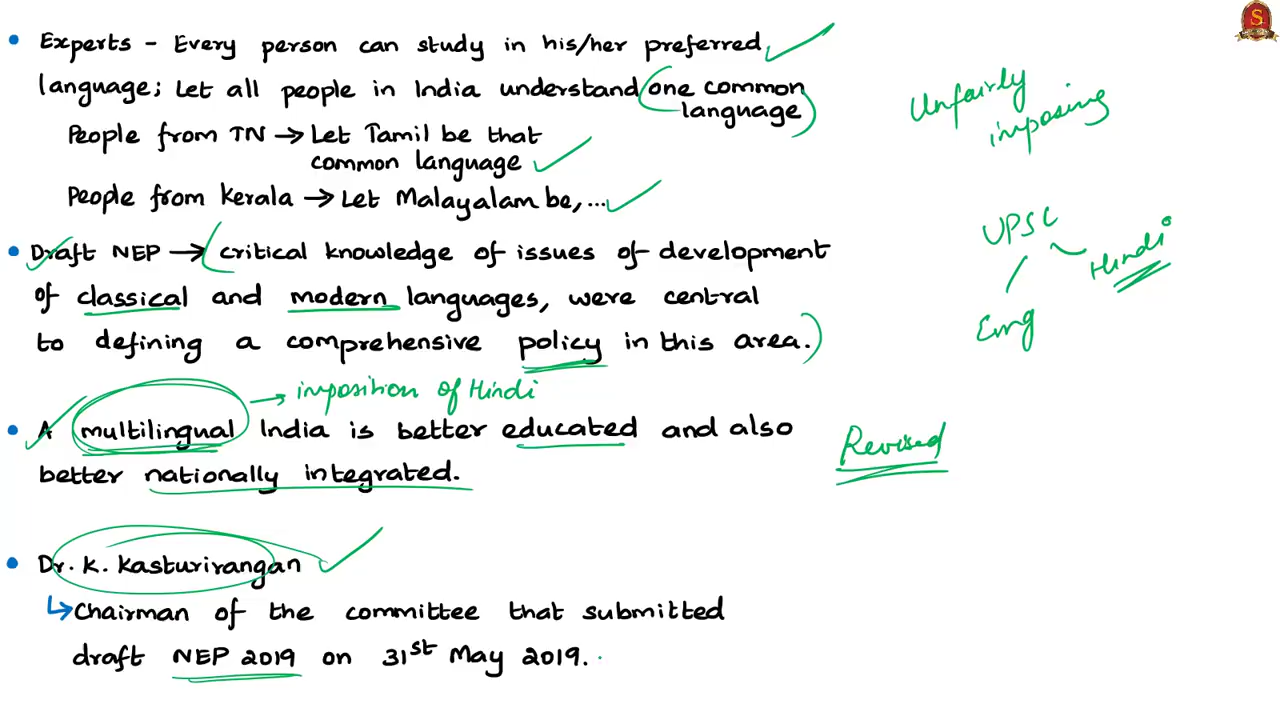 • Experts - Every person can study in his/her preferred
language; Let all people in India understand (one common
language)
People from TN → Let Tamil be that
common language
People from Kerala → Let Malayalam be, ...
• Draft NEP → (critical knowledge of issues of development
of classical and modern languages, were central
to defining a comprehensive policy in this area.)
→ imposition of Hindi
• A multilingual India is better educated and also
better nationally integrated.
• Dr. K. Kasturirangan
↳ Chairman of the committee that submitted
draft NEP 2019 on 31st May 2019.
Unfairly
imposing
UPSC
Hindi
Eng
Revised
S